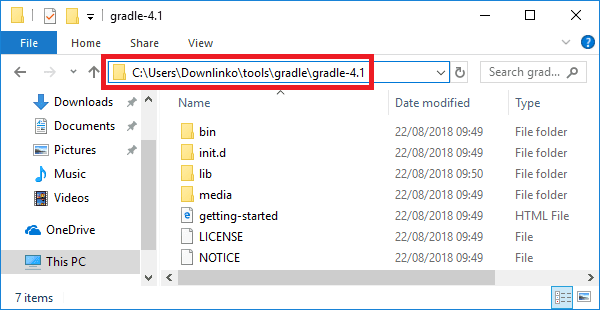 gradle-4.1
File Home Share View
C:\Users\Downlinko\tools\gradle\gradle-4.1
Search grad...
Downloads
Documents
Pictures
Music
Videos
OneDrive
This PC
Name Date modified Type
bin 22/08/2018 09:49 File folder
init.d 22/08/2018 09:49 File folder
lib 22/08/2018 09:50 File folder
media 22/08/2018 09:49 File folder
getting-started 22/08/2018 09:49 HTML File
LICENSE 22/08/2018 09:49 File
NOTICE 22/08/2018 09:49 File
7 items